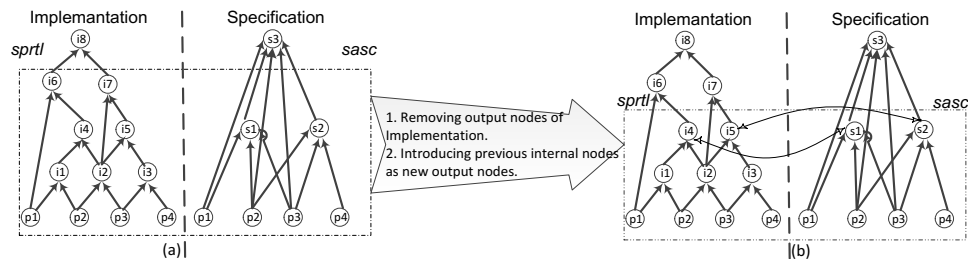 Implemantation
Specification
sprtl
i8
s3
sasc
i6
i7
i4
i5
s1
s2
i1
i2
i3
p1
p2
p3
p4
p1
p2
p3
p4
(a)
1. Removing output nodes of
Implementation.
2. Introducing previous internal nodes
as new output nodes.
Implemantation
Specification
i8
s3
sprtl
i6
i7
sasc
i4
i5
s1
s2
i1
i2
i3
p1
p2
p3
p4
p1
p2
p3
p4
(b)